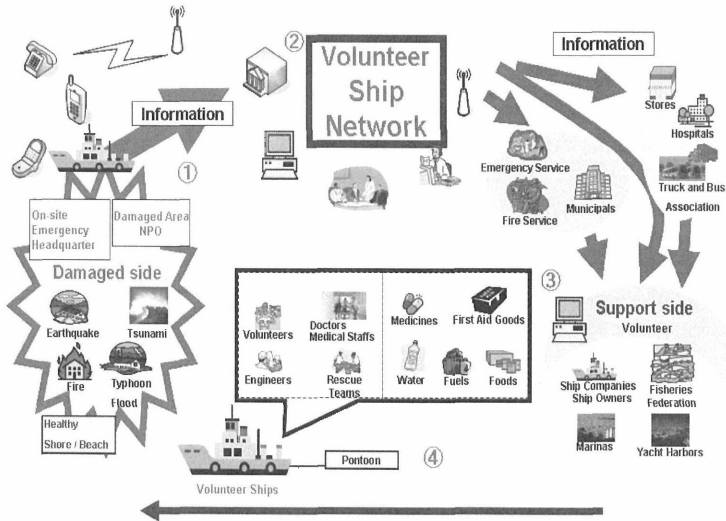 ①
Information
②
Volunteer
Ship
Network
Information
Stores
Hospitals
Truck and Bus
Association
Emergency Service
Fire Service
Municipals
On-site
Emergency
Headquarter
Damaged Area
NPO
Damaged side
Earthquake
Tsunami
Fire
Typhoon
Flood
Healthy
Shore / Beach
③
Volunteers
Doctors
Medical Staffs
Engineers
Rescue
Teams
Medicines
First Aid Goods
Water
Fuels
Foods
Support side
Volunteer
Ship Companies
Ship Owners
Fisheries
Federation
Marinas
Yacht Harbors
④
Pontoon
Volunteer Ships